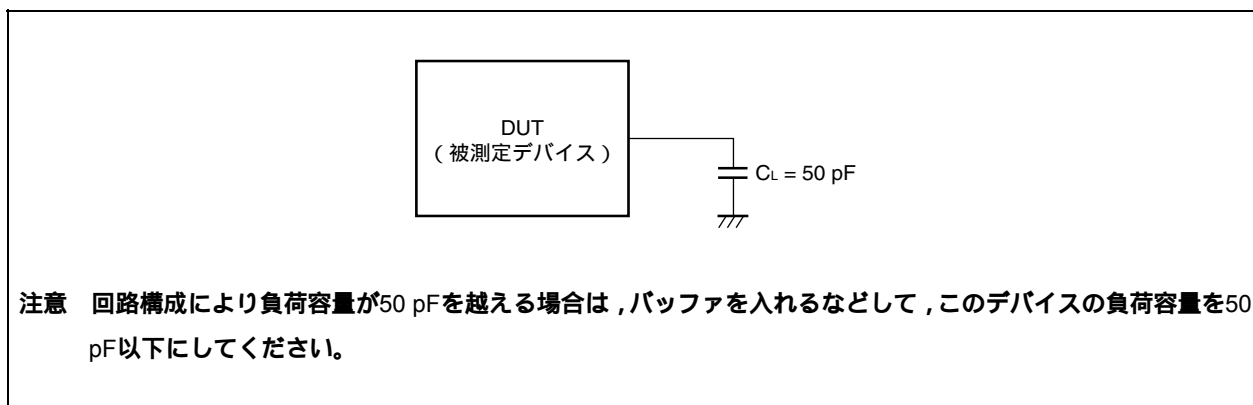 DUT
（被測定デバイス）
CL = 50 pF
注意　回路構成により負荷容量が50 pFを越える場合は，バッファを入れるなどして，このデバイスの負荷容量を50
pF以下にしてください。